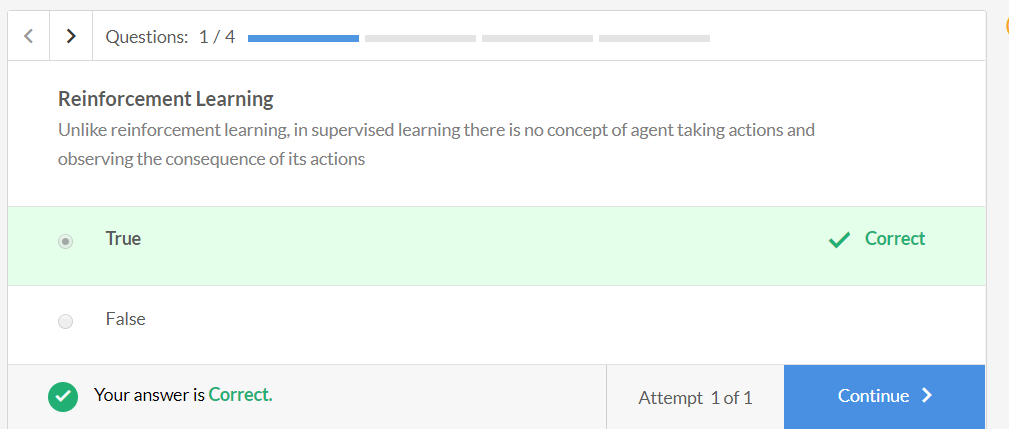 Questions: 1 / 4
Reinforcement Learning
Unlike reinforcement learning, in supervised learning there is no concept of agent taking actions and
observing the consequence of its actions
True
Correct
False
Your answer is Correct.
Attempt 1 of 1
Continue